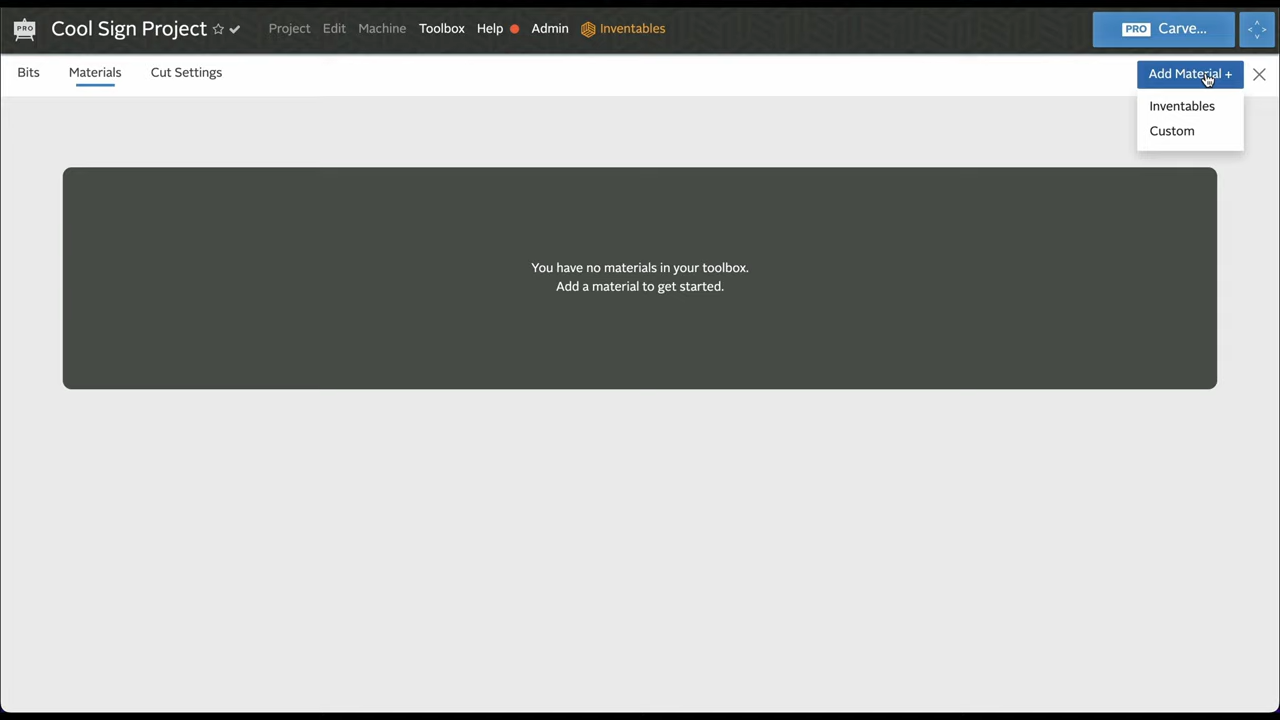 PRO Cool Sign Project Project Edit Machine Toolbox Help Admin Inventables PRO Carve...
Bits Materials Cut Settings Add Material +
Inventables
Custom
You have no materials in your toolbox.
Add a material to get started.